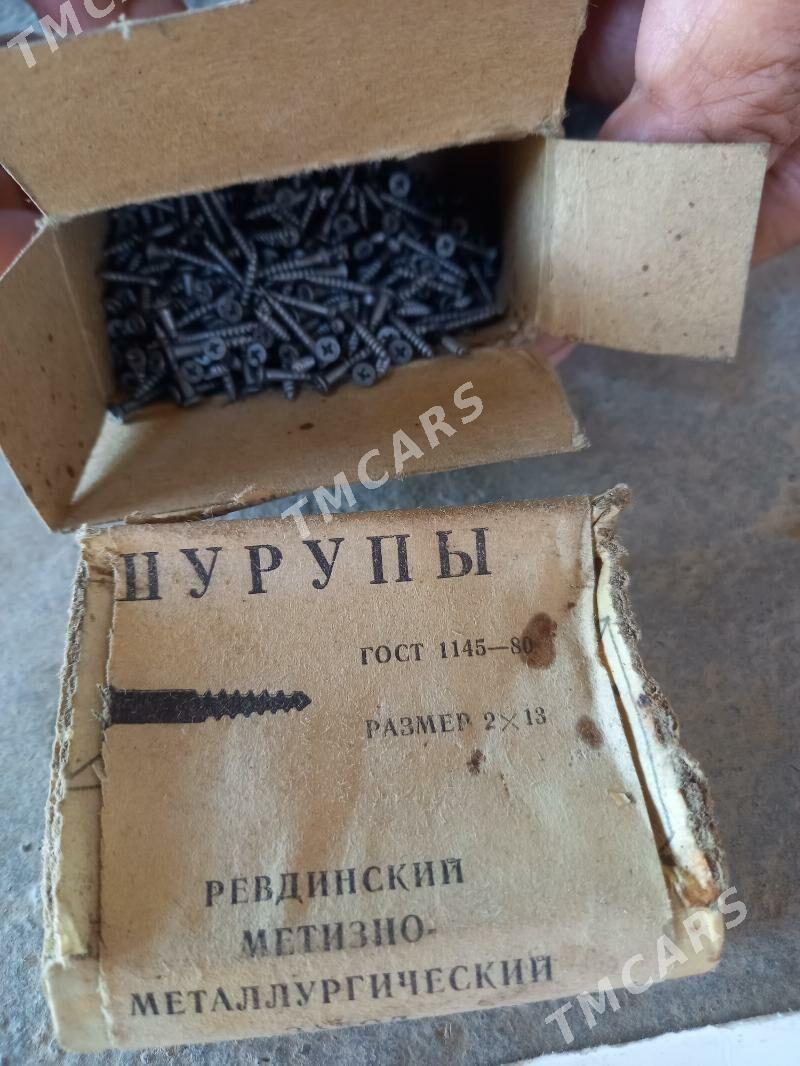 TMCARS
TMCARS
ШУРУПЫ
ГОСТ 1145—80
РАЗМЕР 2×13
РЕВДИНСКИЙ
МЕТИЗНО-
МЕТАЛЛУРГИЧЕСКИЙ
TMCARS